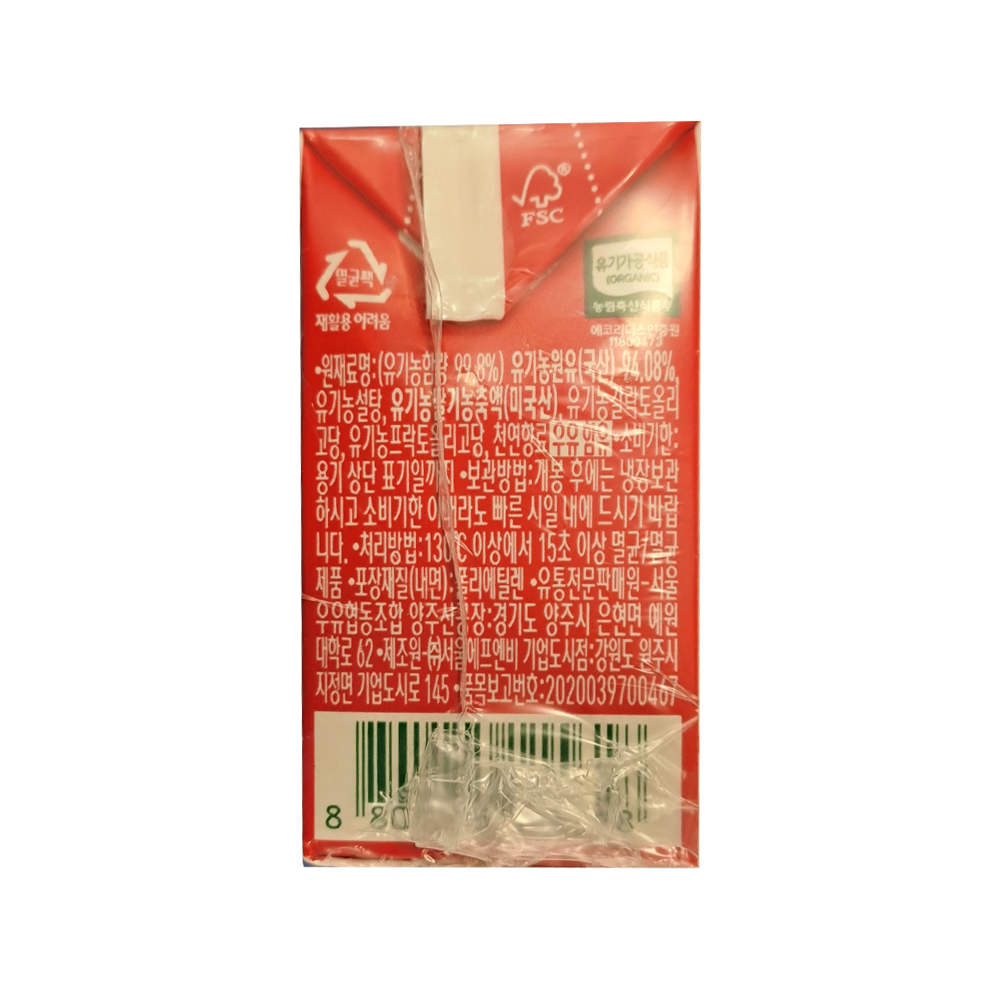 FSC
®
멸균팩
재활용 어려움
유기가공식품
(ORGANIC)
농림축산식품부
에코리더스인증원
11800473
•원재료명:(유기농함량 99.8%) 유기농원유(국산) 94.08%,
유기농설탕, 유기농딸기농축액(미국산), 유기농갈락토올리
고당, 유기농프락토올리고당, 천연향료 우유 함유 •소비기한:
용기 상단 표기일까지 •보관방법:개봉 후에는 냉장보관
하시고 소비기한 이내라도 빠른 시일 내에 드시기 바랍
니다. •처리방법:130°C 이상에서 15초 이상 멸균/멸균
제품 •포장재질(내면):폴리에틸렌 •유통전문판매원-서울
우유협동조합 양주 공장:경기도 양주시 은현면 예원
대학로 62 •제조원-㈜서울에프엔비 기업도시점:강원도 원주시
지정면 기업도시로 145 •품목보고번호:2020039700467
8 80 8